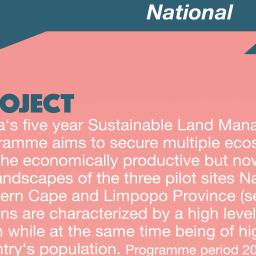 National
OJECT
a‘s five year Sustainable Land Mana
ramme aims to secure multiple ecos
he economically productive but nov
andscapes of the three pilot sites Na
ern Cape and Limpopo Province (se
ns are characterized by a high level
n while at the same time being of hig
ntry‘s population. Programme period 20